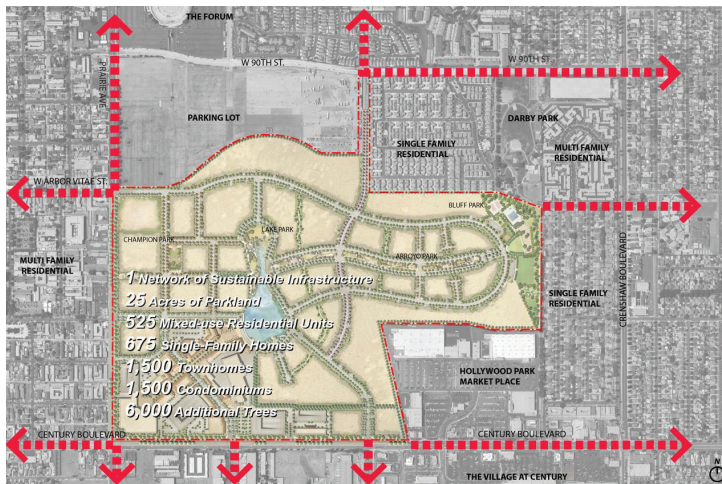 THE FORUM
W 90TH ST.
W 90TH ST.
PRAIRIE AVE
PARKING LOT
DARBY PARK
SINGLE FAMILY
RESIDENTIAL
MULTI FAMILY
RESIDENTIAL
W ARBOR VITAE ST.
BLUFF PARK
LAKE PARK
CHAMPION PARK
ARROYO PARK
MULTI FAMILY
RESIDENTIAL
1 Network of Sustainable Infrastructure
25 Acres of Parkland
525 Mixed-use Residential Units
675 Single-Family Homes
1,500 Townhomes
1,500 Condominiums
6,000 Additional Trees
SINGLE FAMILY
RESIDENTIAL
CRENSHAW BOULEVARD
HOLLYWOOD PARK
MARKET PLACE
CENTURY BOULEVARD
CENTURY BOULEVARD
THE VILLAGE AT CENTURY
N